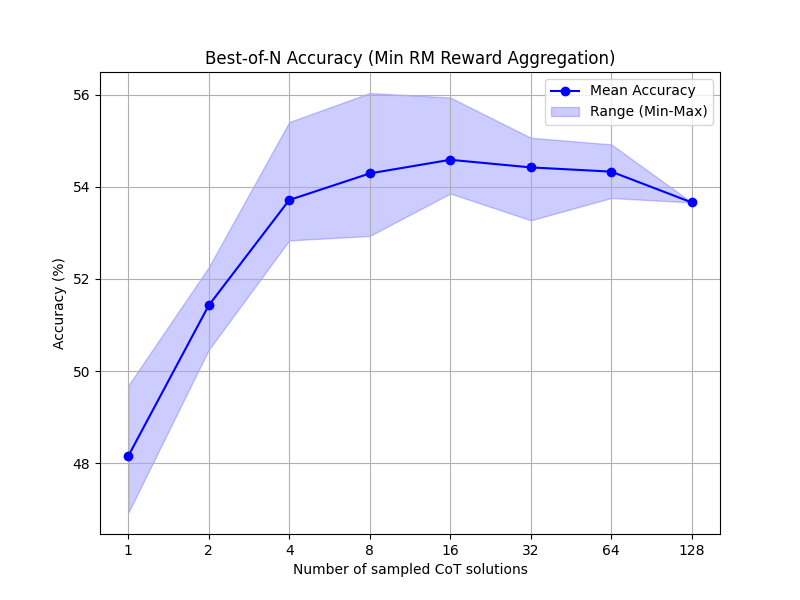 Best-of-N Accuracy (Min RM Reward Aggregation)
Mean Accuracy
Range (Min-Max)
56
54
52
50
48
Accuracy (%)
1 2 4 8 16 32 64 128
Number of sampled CoT solutions